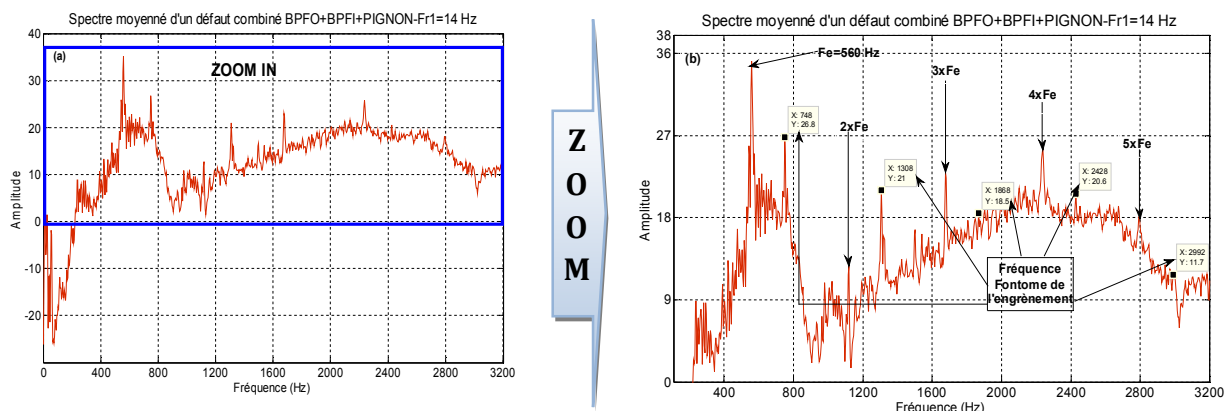 Spectre moyenné d'un défaut combiné BPFO+BPFI+PIGNON-Fr1=14 Hz
(a)
ZOOM IN
40
30
20
10
0
-10
-20
Amplitude
0 400 800 1200 1600 2000 2400 2800 3200
Fréquence (Hz)
Z
O
O
M
Spectre moyenné d'un défaut combiné BPFO+BPFI+PIGNON-Fr1=14 Hz
(b)
Fe=560 Hz
3xFe
4xFe
2xFe
5xFe
X: 748
Y: 26.8
X: 1308
Y: 21
X: 1868
Y: 18.5
X: 2428
Y: 20.6
X: 2992
Y: 11.7
Fréquence
Fontome de
l'engrènement
38
36
27
18
9
0
Amplitude
400 800 1200 1600 2000 2400 2800 3200
Fréquence (Hz)